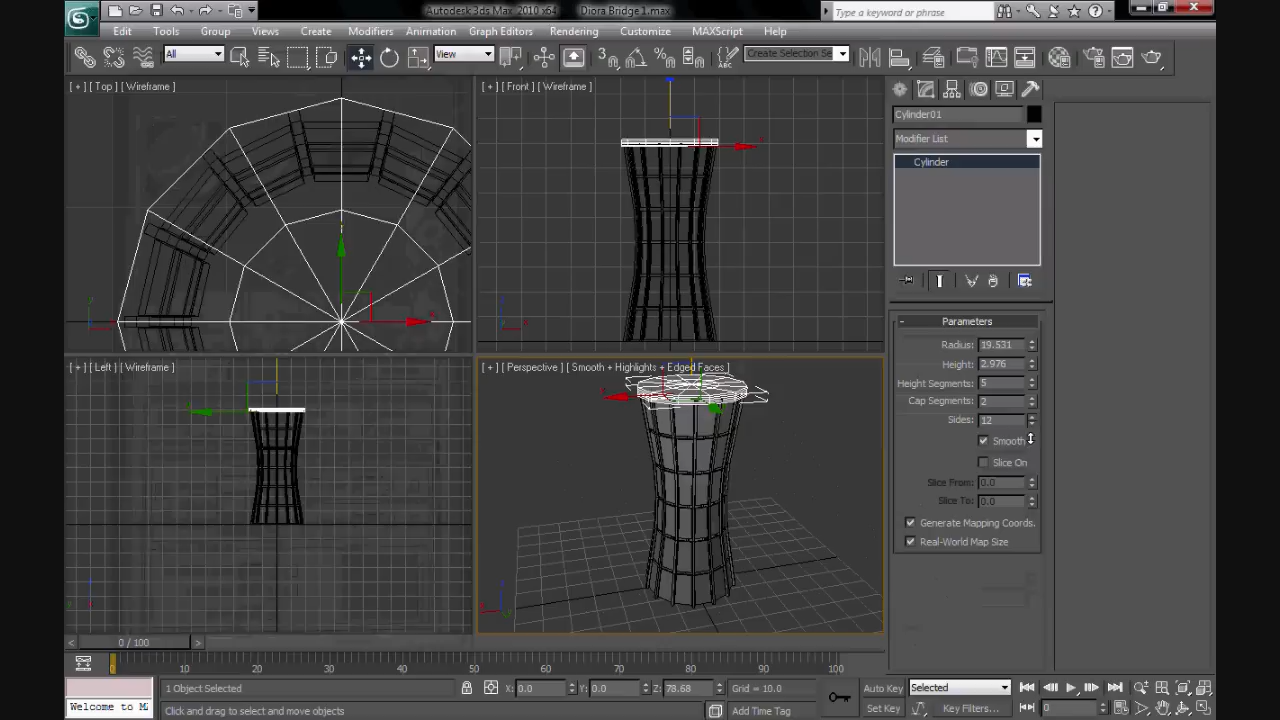 Autodesk 3ds Max 2010 x64 Diora Bridge 1.max
Type a keyword or phrase
Edit Tools Group Views Create Modifiers Animation Graph Editors Rendering Customize MAXScript Help
All
View
Create Selection Se
[ + ] [ Top ] [ Wireframe ]
[ + ] [ Front ] [ Wireframe ]
[ + ] [ Left ] [ Wireframe ]
[ + ] [ Perspective ] [ Smooth + Highlights + Edged Faces ]
Cylinder01
Modifier List
Cylinder
- Parameters
Radius: 19.531
Height: 2.976
Height Segments: 5
Cap Segments: 2
Sides: 12
Smooth
Slice On
Slice From: 0.0
Slice To: 0.0
Generate Mapping Coords.
Real-World Map Size
< 0 / 100 >
0 10 20 30 40 50 60 70 80 90 100
1 Object Selected X: 0.0 Y: 0.0 Z: 78.68 Grid = 10.0 Auto Key Selected
Welcome to M Click and drag to select and move objects Add Time Tag Set Key Key Filters... 0